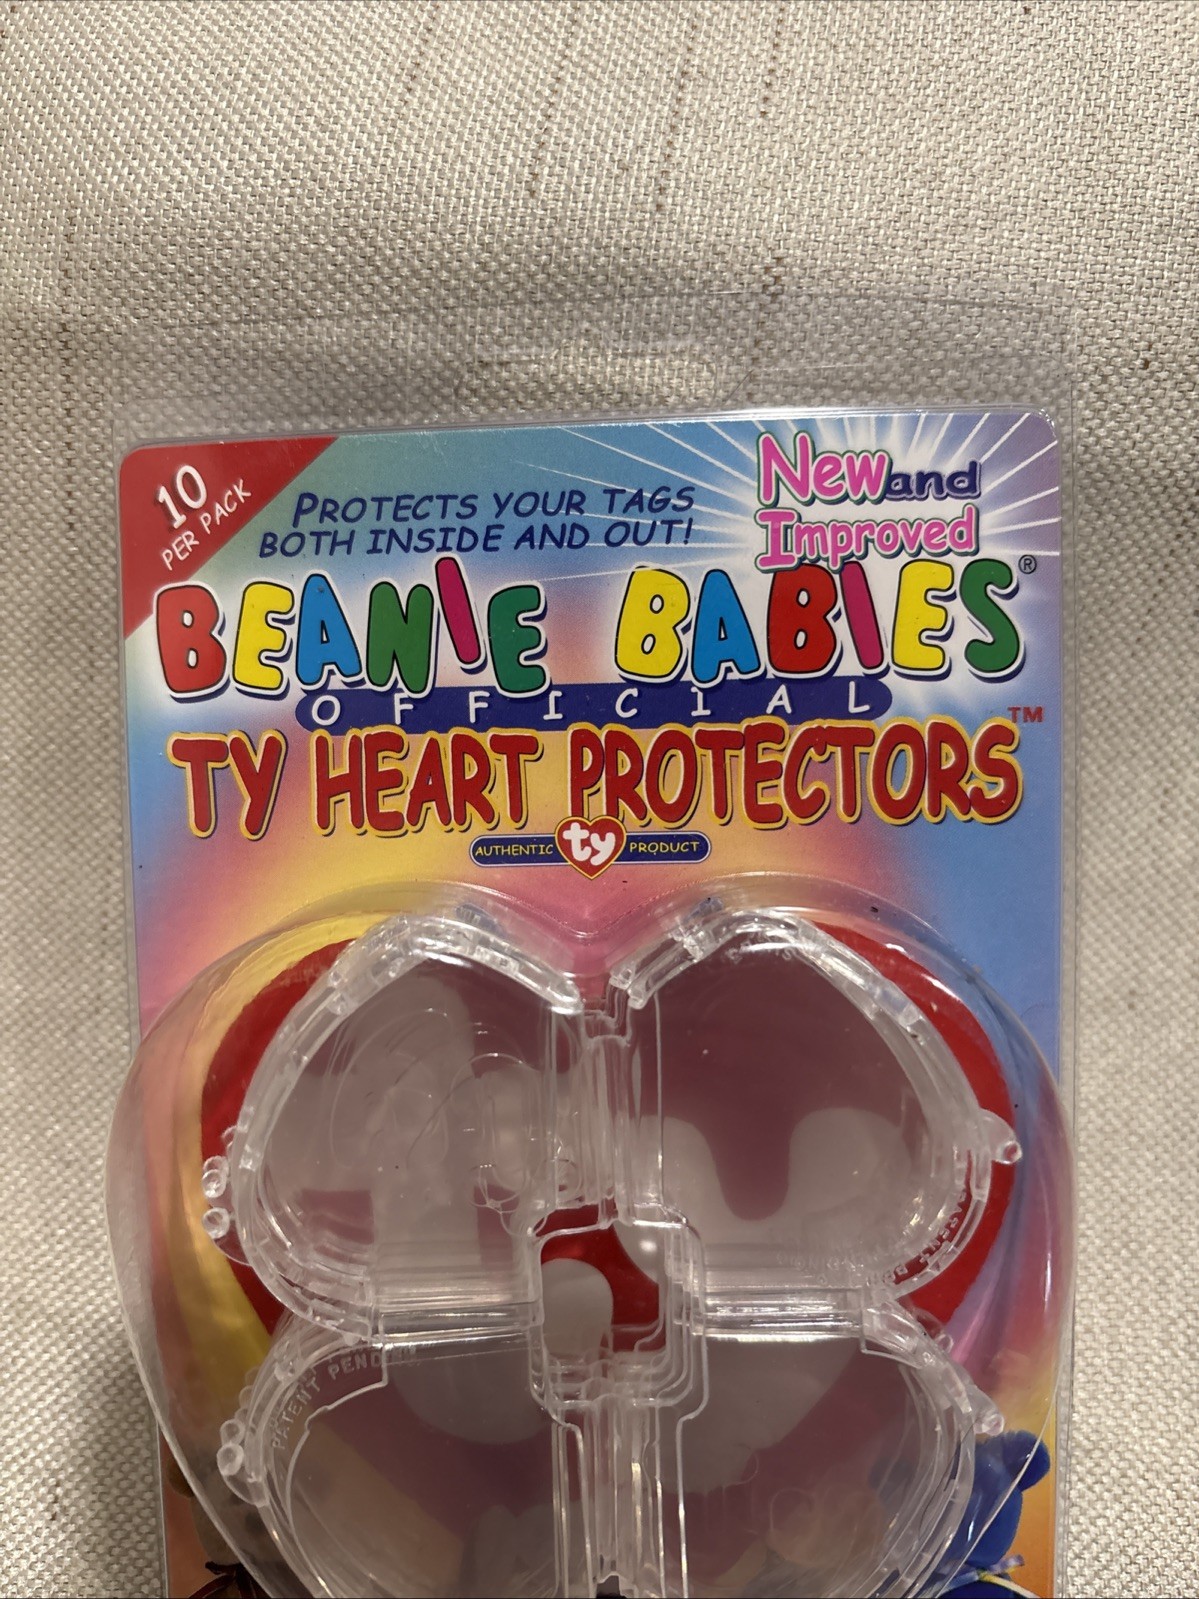 10
PER PACK
PROTECTS YOUR TAGS
BOTH INSIDE AND OUT!
New and
Improved
BEANIE BABIES®
OFFICIAL
TY HEART PROTECTORS™
AUTHENTIC ty PRODUCT
PATENT PENDING